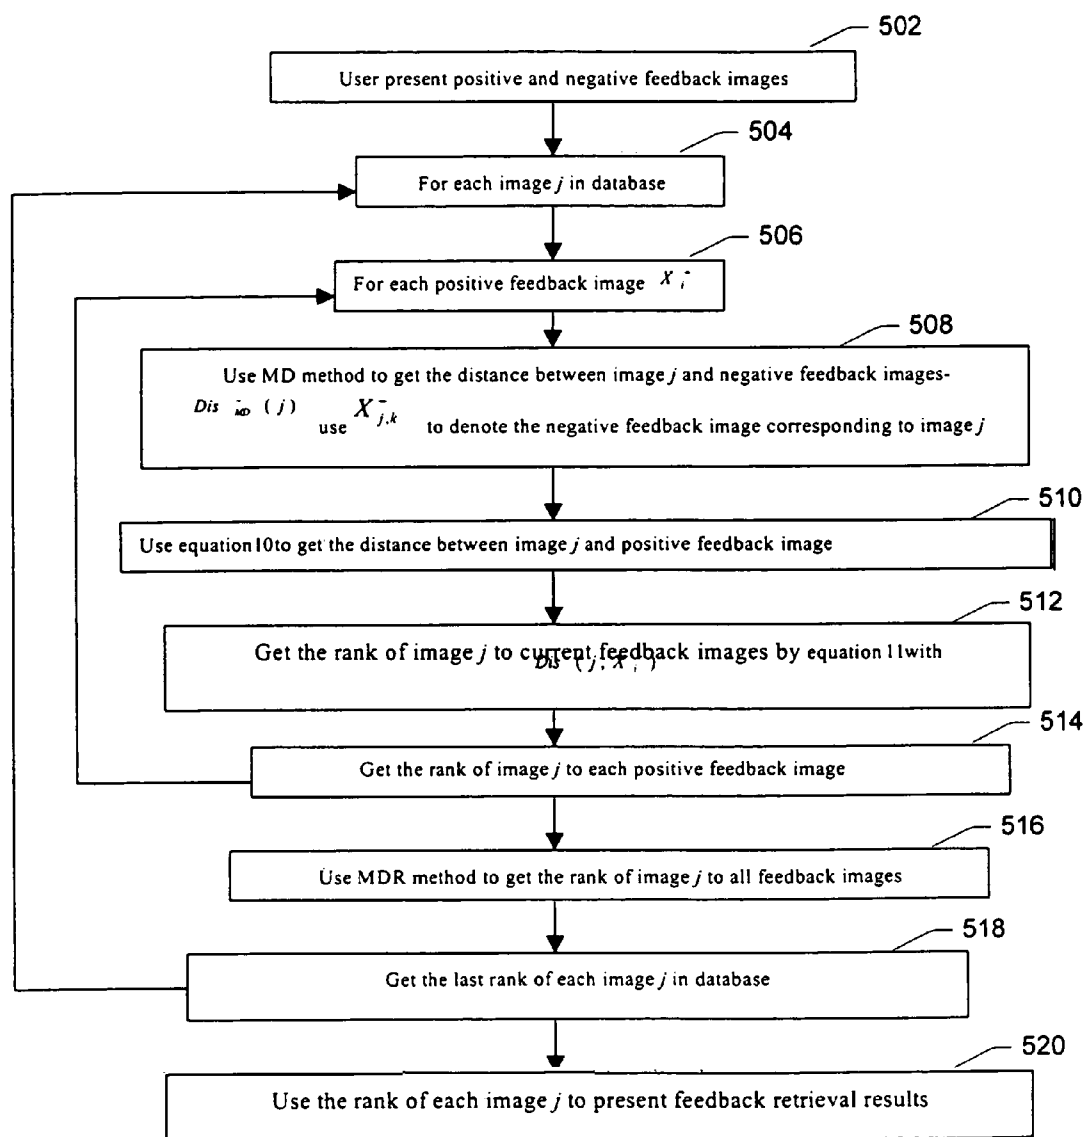 502
User present positive and negative feedback images
504
For each image j in database
506
For each positive feedback image X i -
508
Use MD method to get the distance between image j and negative feedback images-
Dis - MD (j) use X - j,k to denote the negative feedback image corresponding to image j
510
Use equation10to get the distance between image j and positive feedback image
512
Get the rank of image j to current feedback images by equation 11with
Dis (j, X i )
514
Get the rank of image j to each positive feedback image
516
Use MDR method to get the rank of image j to all feedback images
518
Get the last rank of each image j in database
520
Use the rank of each image j to present feedback retrieval results